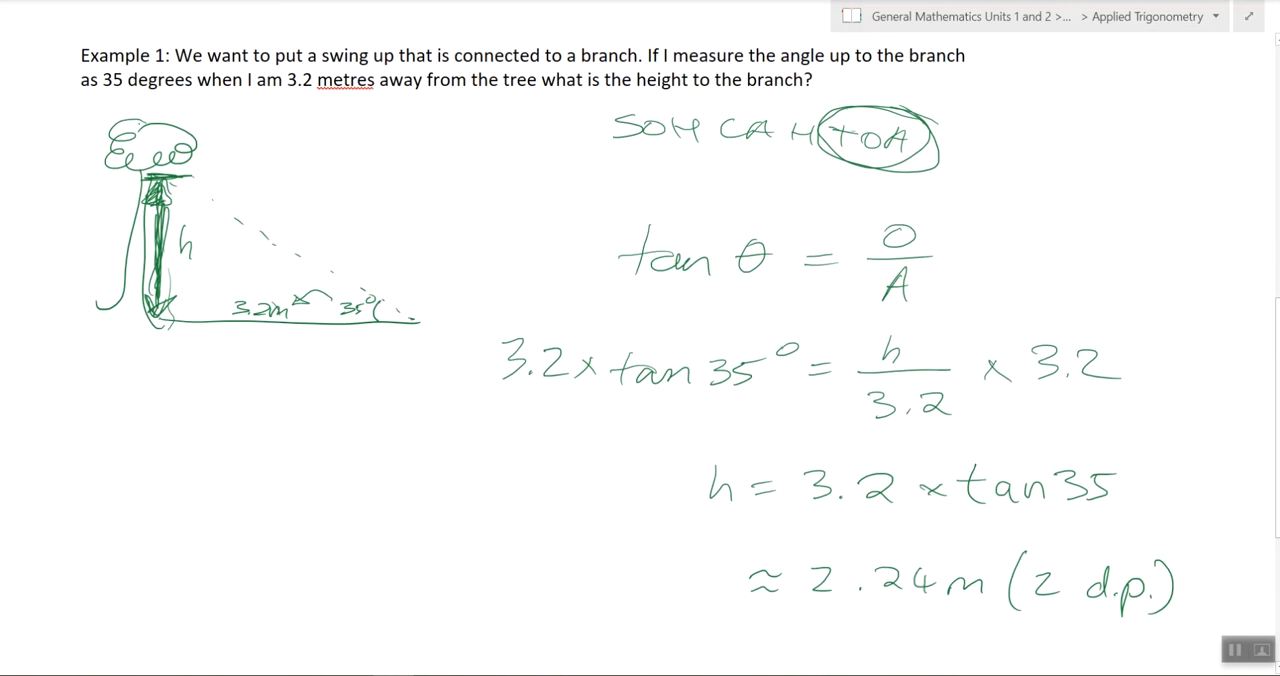 General Mathematics Units 1 and 2 >... > Applied Trigonometry
Example 1: We want to put a swing up that is connected to a branch. If I measure the angle up to the branch
as 35 degrees when I am 3.2 metres away from the tree what is the height to the branch?
SOH CAH TOA
h
3.2m 35°
tan θ = O/A
3.2 × tan 35° = h/3.2 × 3.2
h = 3.2 × tan 35
≈ 2.24m (2 d.p.)